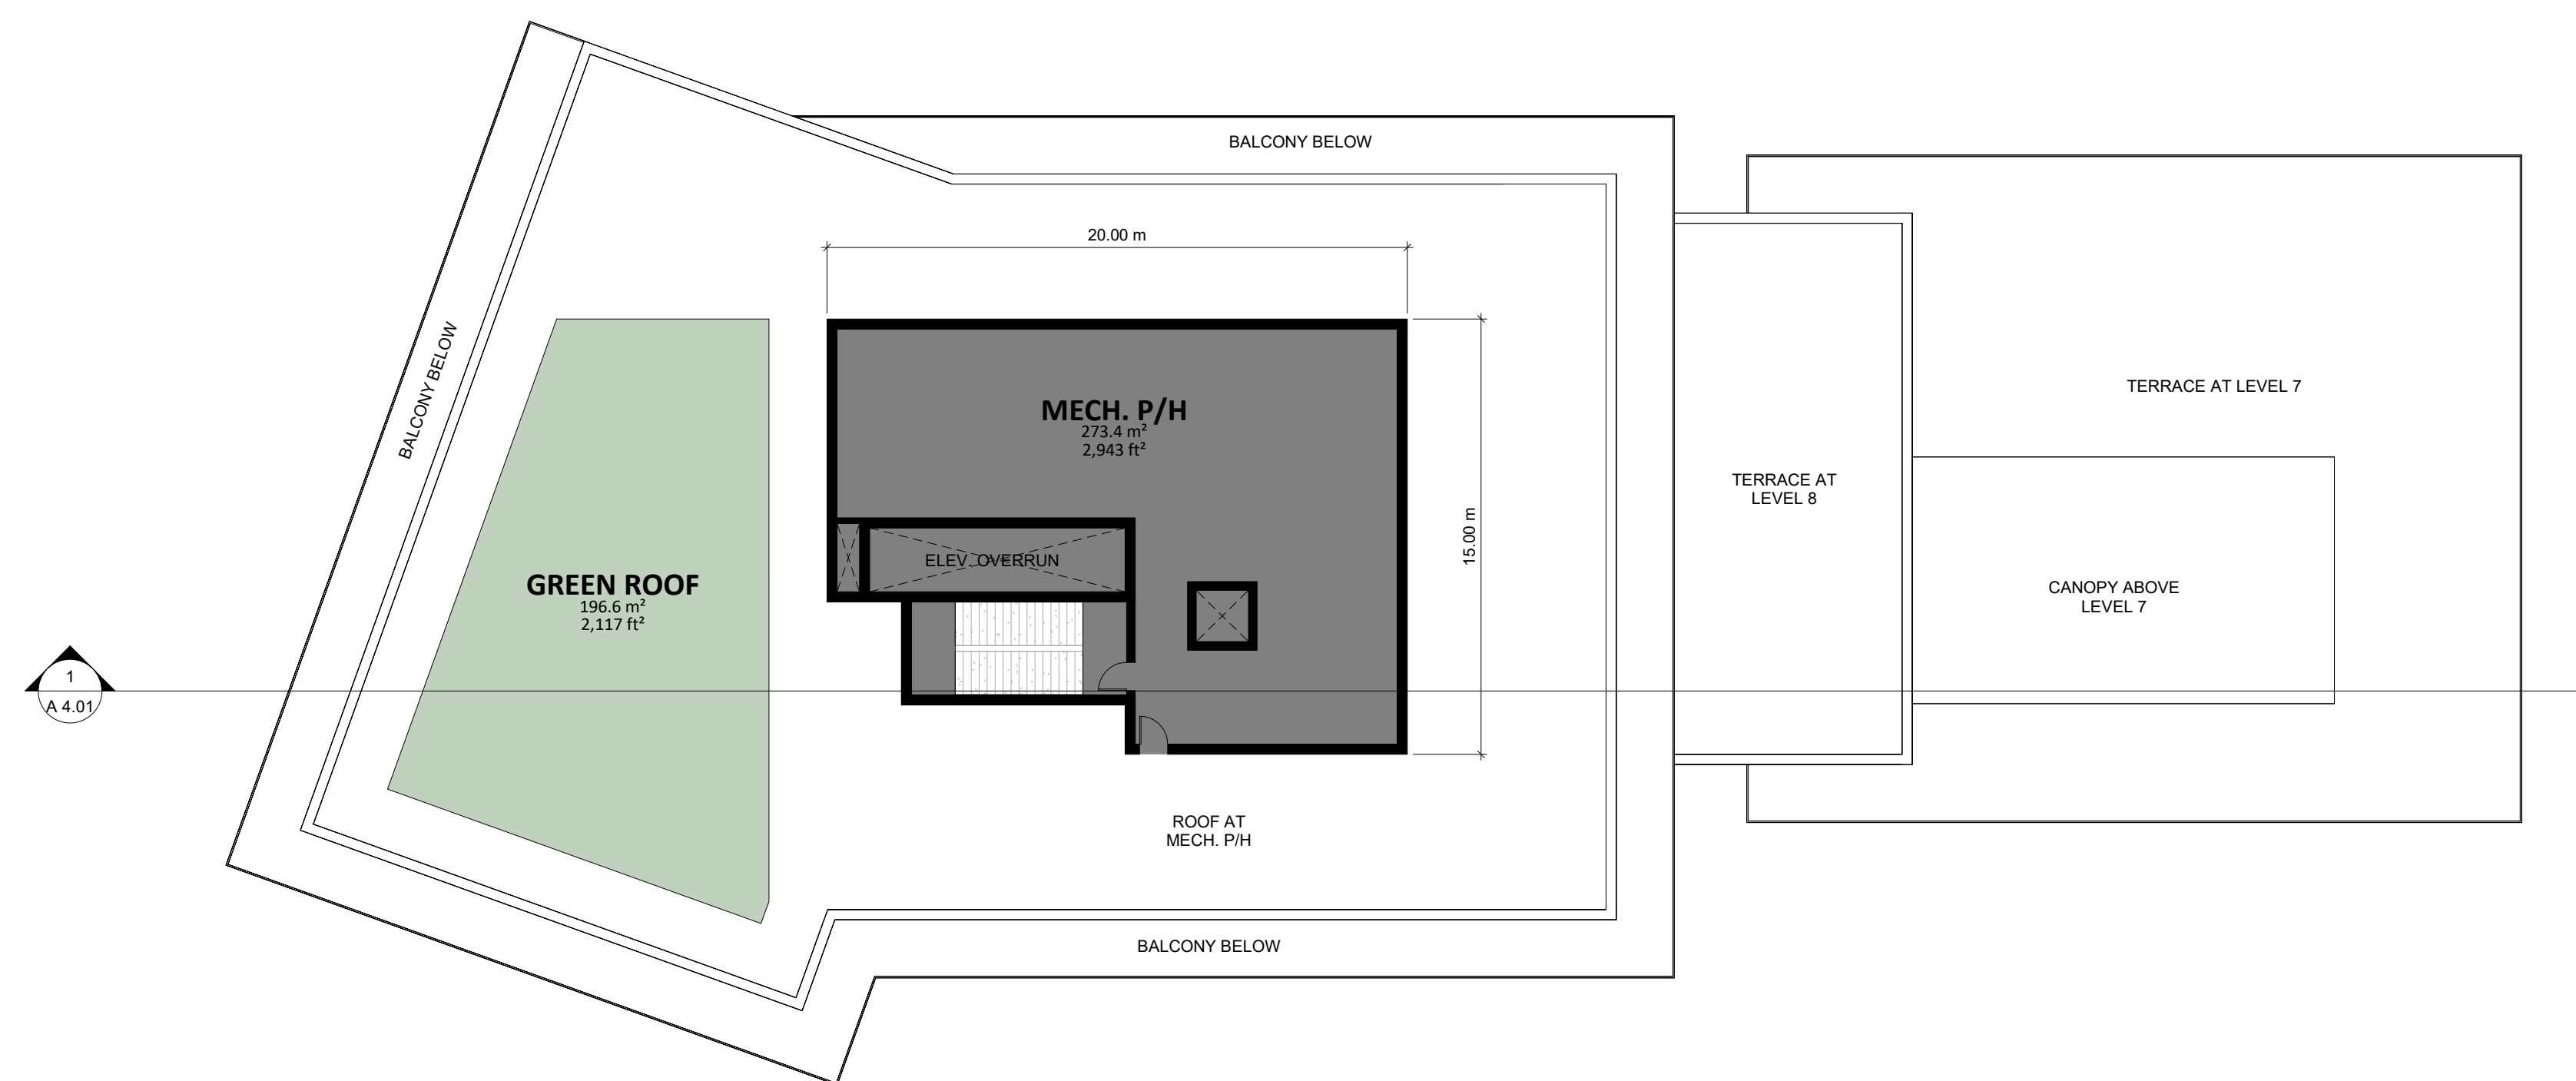 BALCONY BELOW
20.00 m
BALCONY BELOW
MECH. P/H
273.4 m²
2,943 ft²
TERRACE AT LEVEL 7
TERRACE AT
LEVEL 8
15.00 m
ELEV. OVERRUN
GREEN ROOF
196.6 m²
2,117 ft²
CANOPY ABOVE
LEVEL 7
1
A 4.01
ROOF AT
MECH. P/H
BALCONY BELOW